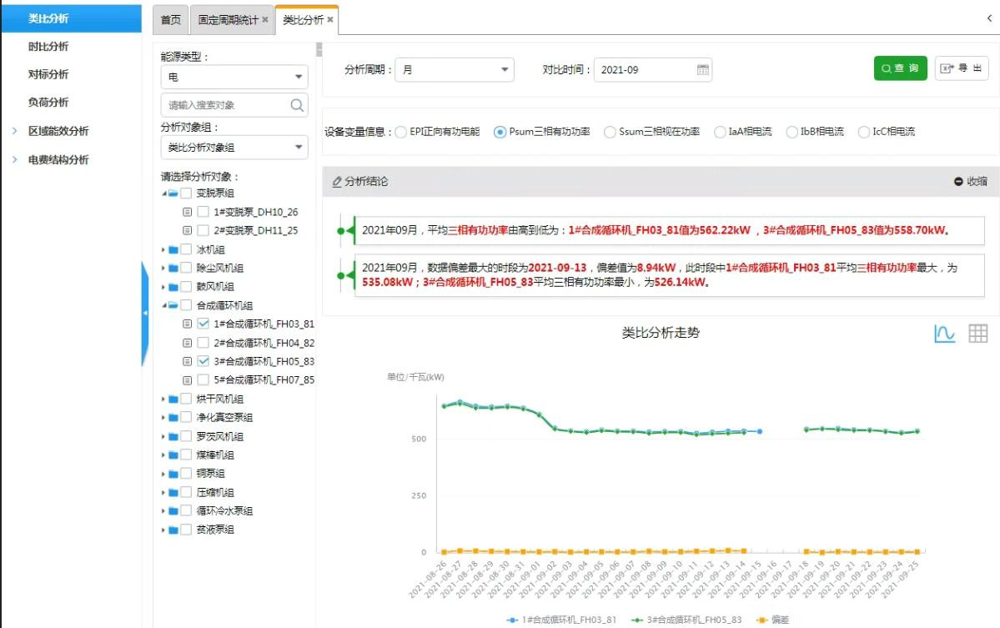 类比分析
时比分析
对标分析
负荷分析
区域能效分析
电费结构分析
首页
固定周期统计
类比分析
能源类型：
电
请输入搜索对象
分析对象组：
类比分析对象组
请选择分析对象：
变脱泵组
1#变脱泵_DH10_26
2#变脱泵_DH11_25
冰机组
除尘风机组
鼓风机组
合成循环机组
1#合成循环机_FH03_81
2#合成循环机_FH04_82
3#合成循环机_FH05_83
5#合成循环机_FH07_85
烘干风机组
净化真空泵组
罗茨风机组
煤棒机组
铜泵组
压缩机组
循环冷水泵组
贫液泵组
分析周期：
月
对比时间：
2021-09
查 询
导 出
设备变量信息：
EPI正向有功电能
Psum三相有功功率
Ssum三相视在功率
IaA相电流
IbB相电流
IcC相电流
分析结论
收缩
2021年09月，平均三相有功功率由高到低为：1#合成循环机_FH03_81值为562.22kW ，3#合成循环机_FH05_83值为558.70kW。
2021年09月，数据偏差最大的时段为2021-09-13，偏差值为8.94kW，此时段中1#合成循环机_FH03_81平均三相有功功率最大，为
535.08kW；3#合成循环机_FH05_83平均三相有功功率最小，为526.14kW。
类比分析走势
单位/千瓦(kW)
500
250
0
2021-08-26
2021-08-27
2021-08-28
2021-08-29
2021-08-30
2021-08-31
2021-09-01
2021-09-02
2021-09-03
2021-09-04
2021-09-05
2021-09-06
2021-09-07
2021-09-08
2021-09-09
2021-09-10
2021-09-11
2021-09-12
2021-09-13
2021-09-14
2021-09-15
2021-09-16
2021-09-17
2021-09-18
2021-09-19
2021-09-20
2021-09-21
2021-09-22
2021-09-23
2021-09-24
2021-09-25
1#合成循环机_FH03_81
3#合成循环机_FH05_83
偏差